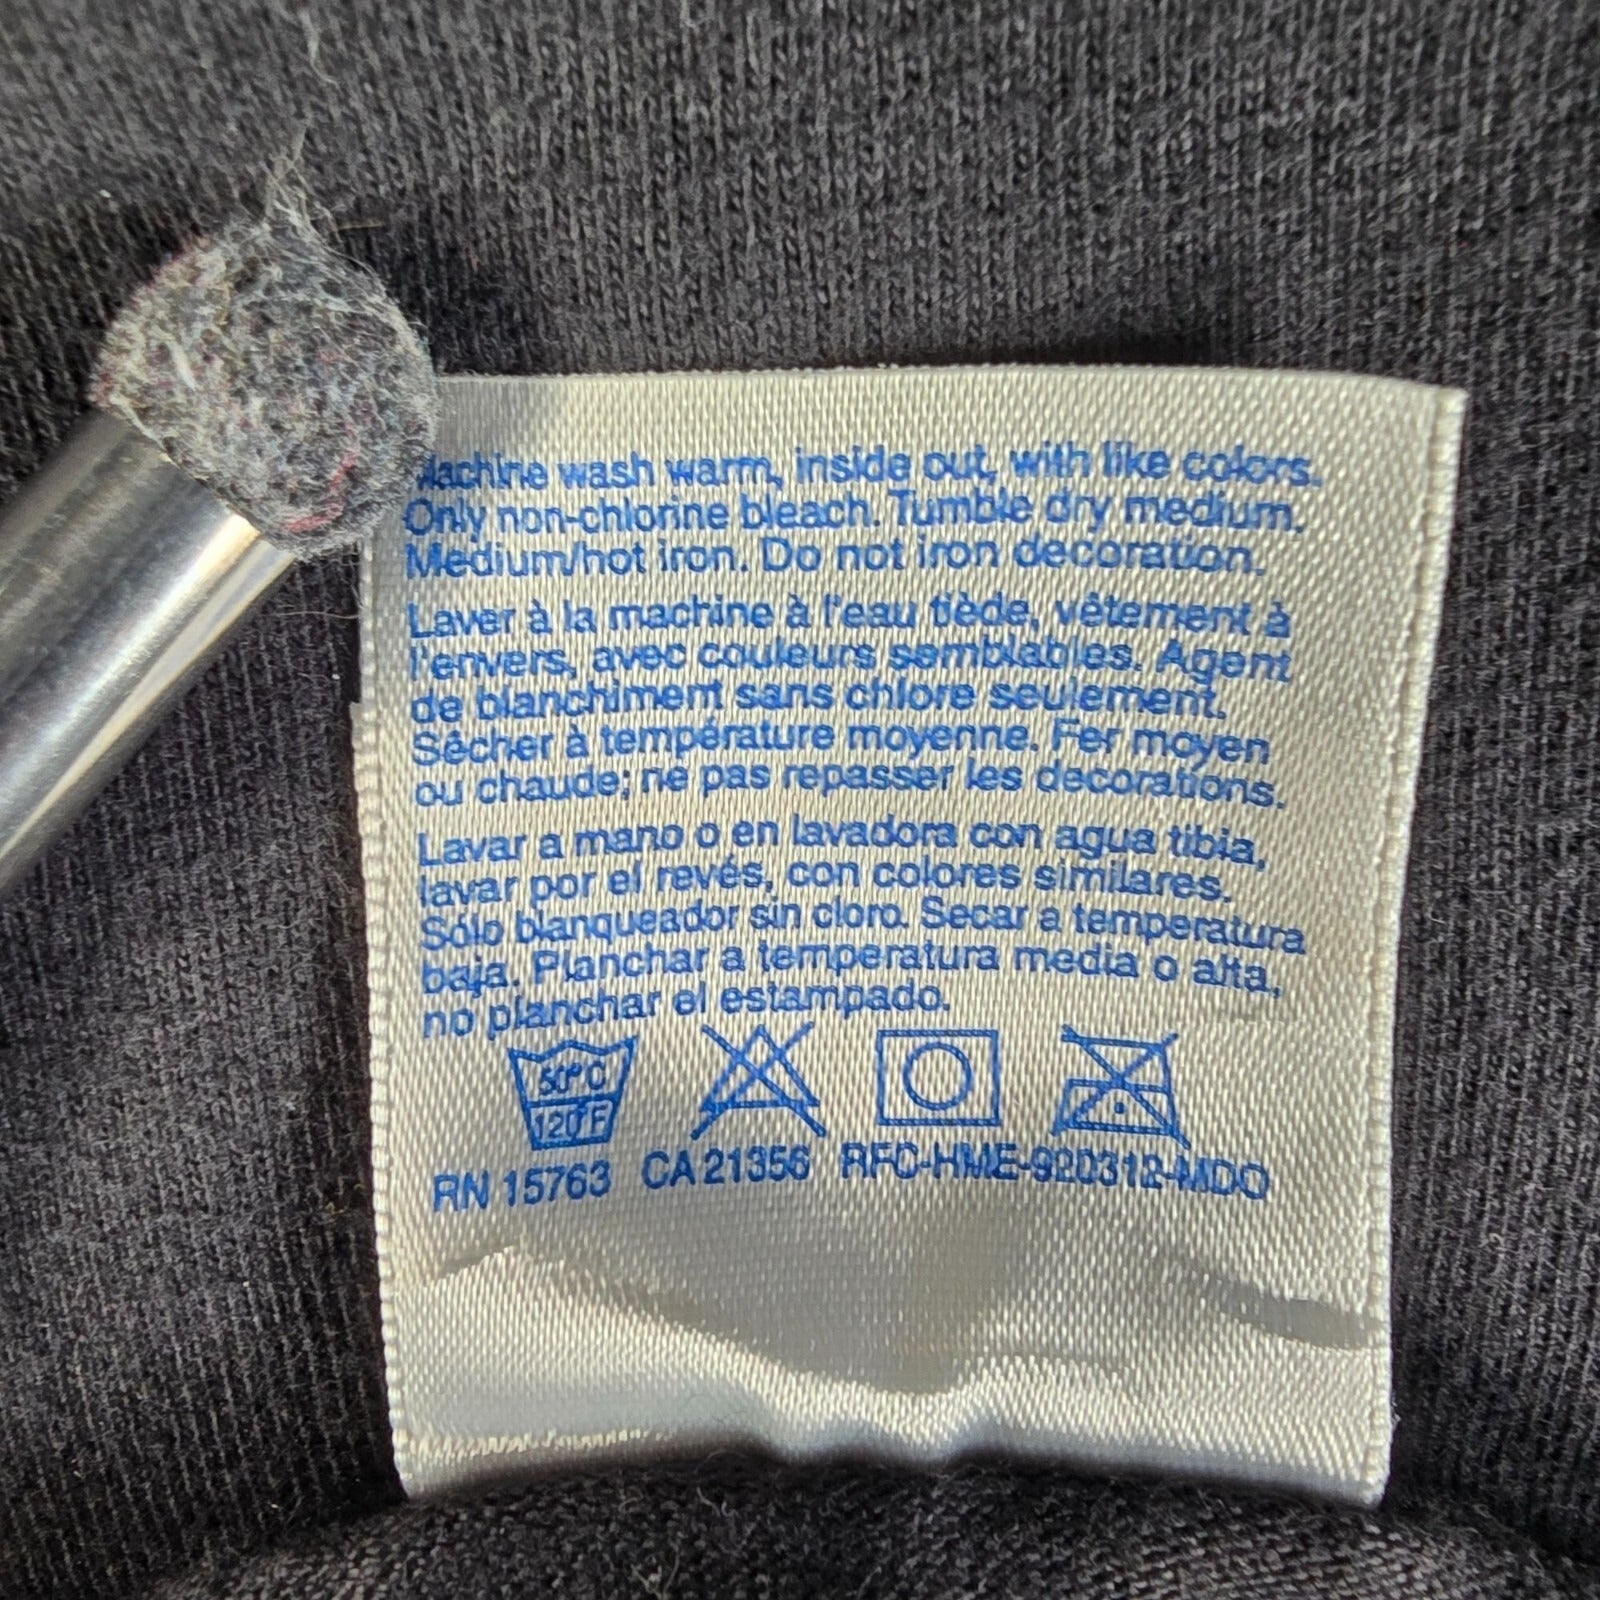 Machine wash warm, inside out, with like colors.
Only non-chlorine bleach. Tumble dry medium.
Medium/hot iron. Do not iron decoration.
Laver à la machine à l'eau tiède, vêtement à
l'envers, avec couleurs semblables. Agent
de blanchiment sans chlore seulement.
Sécher à température moyenne. Fer moyen
ou chaude; ne pas repasser les decorations.
Lavar a mano o en lavadora con agua tibia,
lavar por el revés, con colores similares.
Sólo blanqueador sin cloro. Secar a temperatura
baja. Planchar a temperatura media o alta,
no planchar el estampado.
50°C
120°F
RN 15763 CA 21356 RFC-HME-920312-MDO